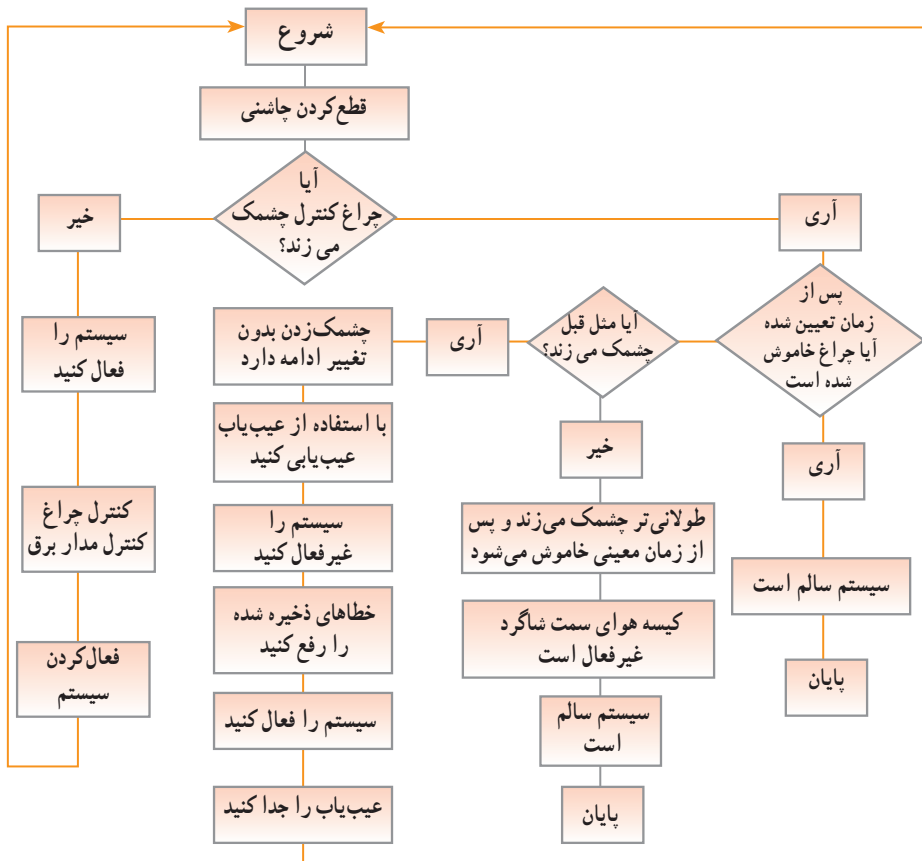 شروع
قطع‌کردن چاشنی
آیا
چراغ کنترل چشمک
می زند؟
آری
پس از
زمان تعیین شده
آیا چراغ خاموش
شده است
آری
سیستم سالم است
پایان
آیا مثل قبل
چشمک می زند؟
خیر
طولانی‌تر چشمک می‌زند و پس
از زمان معینی خاموش می‌شود
کیسه هوای سمت شاگرد
غیرفعال است
سیستم سالم
است
پایان
آری
چشمک‌زدن بدون
تغییر ادامه دارد
با استفاده از عیب‌یاب
عیب‌یابی کنید
سیستم را
غیرفعال کنید
خطاهای ذخیره شده
را رفع کنید
سیستم را فعال کنید
عیب‌یاب را جدا کنید
خیر
سیستم را
فعال کنید
کنترل چراغ
کنترل مدار برق
فعال‌کردن
سیستم